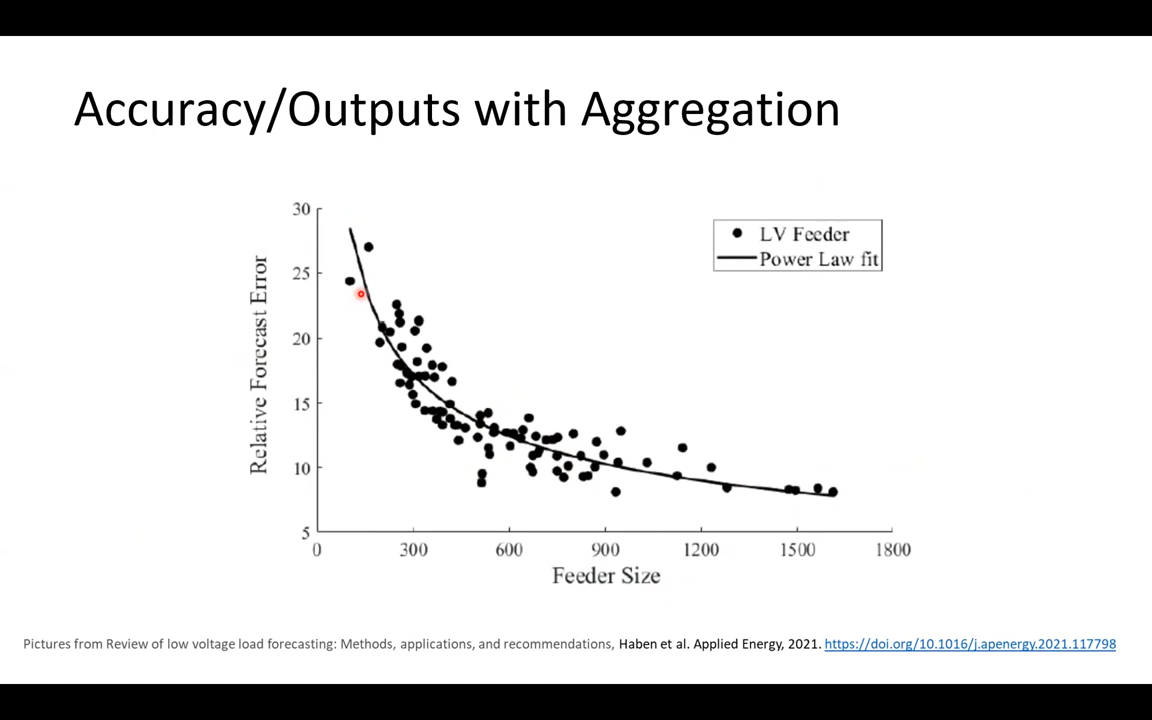 Accuracy/Outputs with Aggregation
30
25
20
15
10
5
Relative Forecast Error
LV Feeder
Power Law fit
0 300 600 900 1200 1500 1800
Feeder Size
Pictures from Review of low voltage load forecasting: Methods, applications, and recommendations, Haben et al. Applied Energy, 2021. https://doi.org/10.1016/j.apenergy.2021.117798